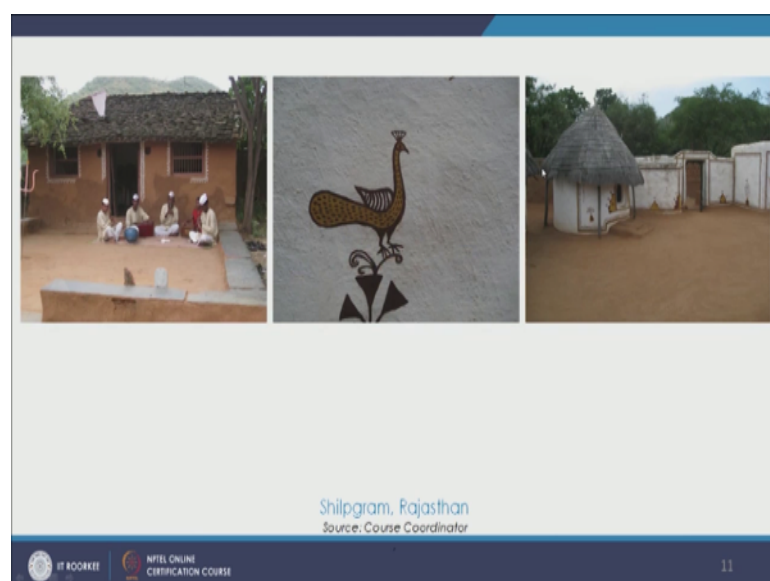 Shilpgram, Rajasthan
Source: Course Coordinator
IIT ROORKEE
NPTEL ONLINE
CERTIFICATION COURSE
11